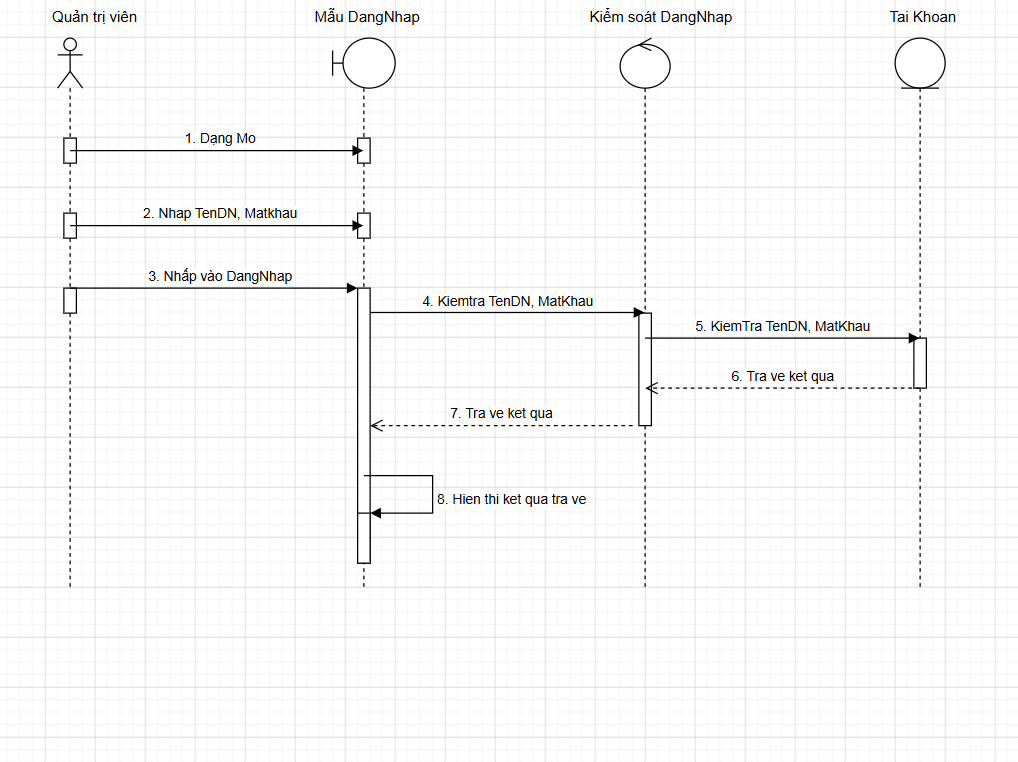 Quản trị viên
Mẫu DangNhap
Kiểm soát DangNhap
Tai Khoan
1. Dạng Mo
2. Nhap TenDN, Matkhau
3. Nhấp vào DangNhap
4. Kiemtra TenDN, MatKhau
5. KiemTra TenDN, MatKhau
6. Tra ve ket qua
7. Tra ve ket qua
8. Hien thi ket qua tra ve